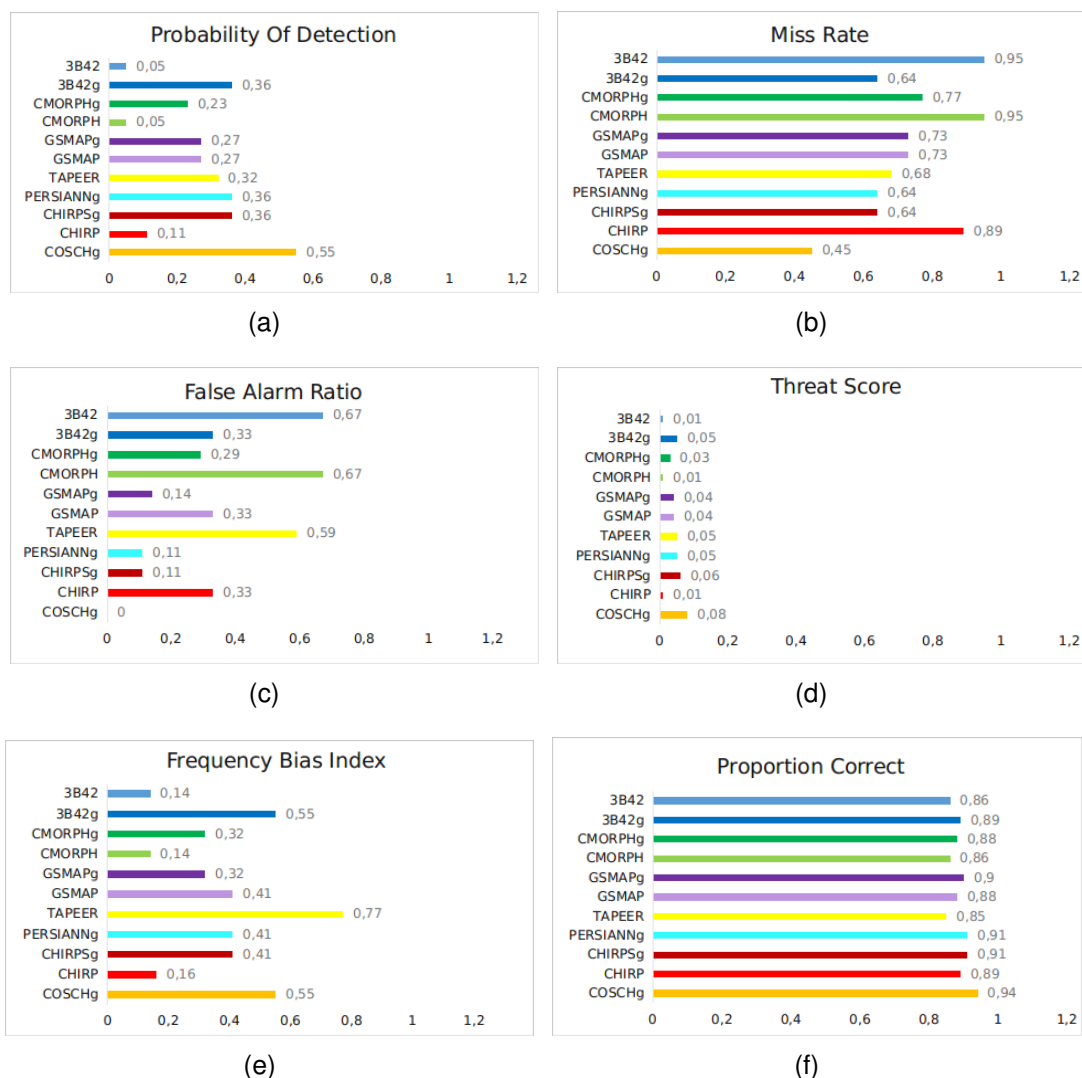 Probability Of Detection
3B42 0,05
3B42g 0,36
CMORPHg 0,23
CMORPH 0,05
GSMAPg 0,27
GSMAP 0,27
TAPEER 0,32
PERSIANNg 0,36
CHIRPSg 0,36
CHIRP 0,11
COSCHg 0,55
0 0,2 0,4 0,6 0,8 1 1,2
(a)
Miss Rate
3B42 0,95
3B42g 0,64
CMORPHg 0,77
CMORPH 0,95
GSMAPg 0,73
GSMAP 0,73
TAPEER 0,68
PERSIANNg 0,64
CHIRPSg 0,64
CHIRP 0,89
COSCHg 0,45
0 0,2 0,4 0,6 0,8 1 1,2
(b)
False Alarm Ratio
3B42 0,67
3B42g 0,33
CMORPHg 0,29
CMORPH 0,67
GSMAPg 0,14
GSMAP 0,33
TAPEER 0,59
PERSIANNg 0,11
CHIRPSg 0,11
CHIRP 0,33
COSCHg 0
0 0,2 0,4 0,6 0,8 1 1,2
(c)
Threat Score
3B42 0,01
3B42g 0,05
CMORPHg 0,03
CMORPH 0,01
GSMAPg 0,04
GSMAP 0,04
TAPEER 0,05
PERSIANNg 0,05
CHIRPSg 0,06
CHIRP 0,01
COSCHg 0,08
0 0,2 0,4 0,6 0,8 1 1,2
(d)
Frequency Bias Index
3B42 0,14
3B42g 0,55
CMORPHg 0,32
CMORPH 0,14
GSMAPg 0,32
GSMAP 0,41
TAPEER 0,77
PERSIANNg 0,41
CHIRPSg 0,41
CHIRP 0,16
COSCHg 0,55
0 0,2 0,4 0,6 0,8 1 1,2
(e)
Proportion Correct
3B42 0,86
3B42g 0,89
CMORPHg 0,88
CMORPH 0,86
GSMAPg 0,9
GSMAP 0,88
TAPEER 0,85
PERSIANNg 0,91
CHIRPSg 0,91
CHIRP 0,89
COSCHg 0,94
0 0,2 0,4 0,6 0,8 1 1,2
(f)